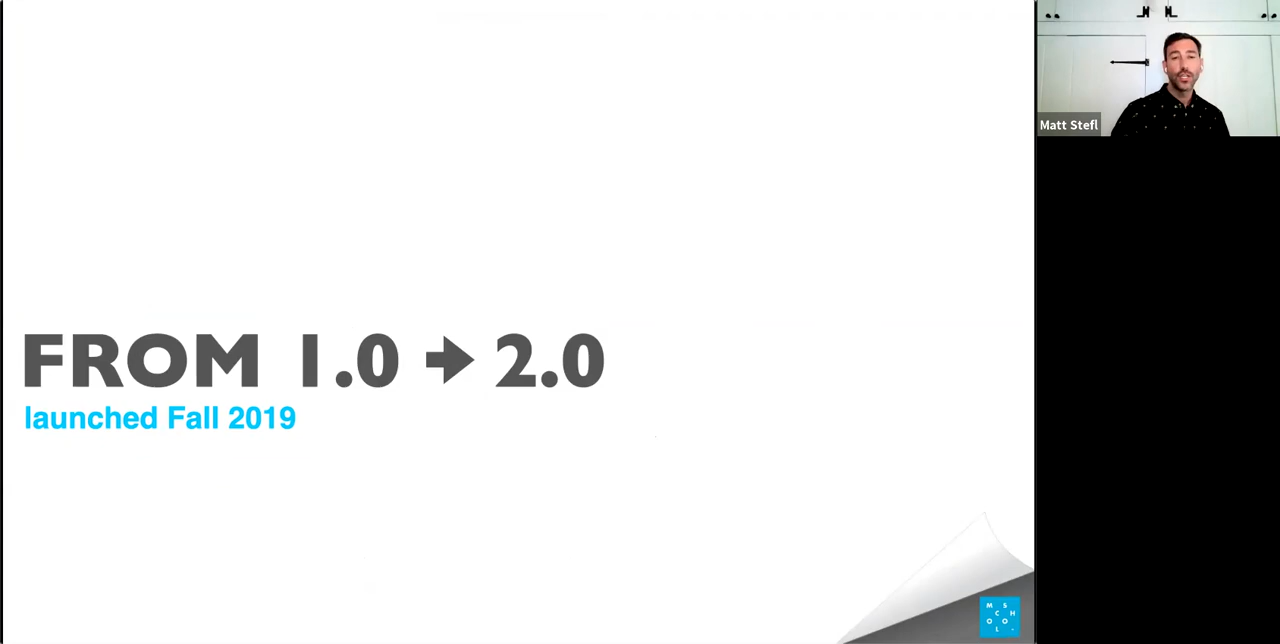 FROM 1.0 → 2.0
launched Fall 2019
Matt Stefl
M S
C H
O O
L -